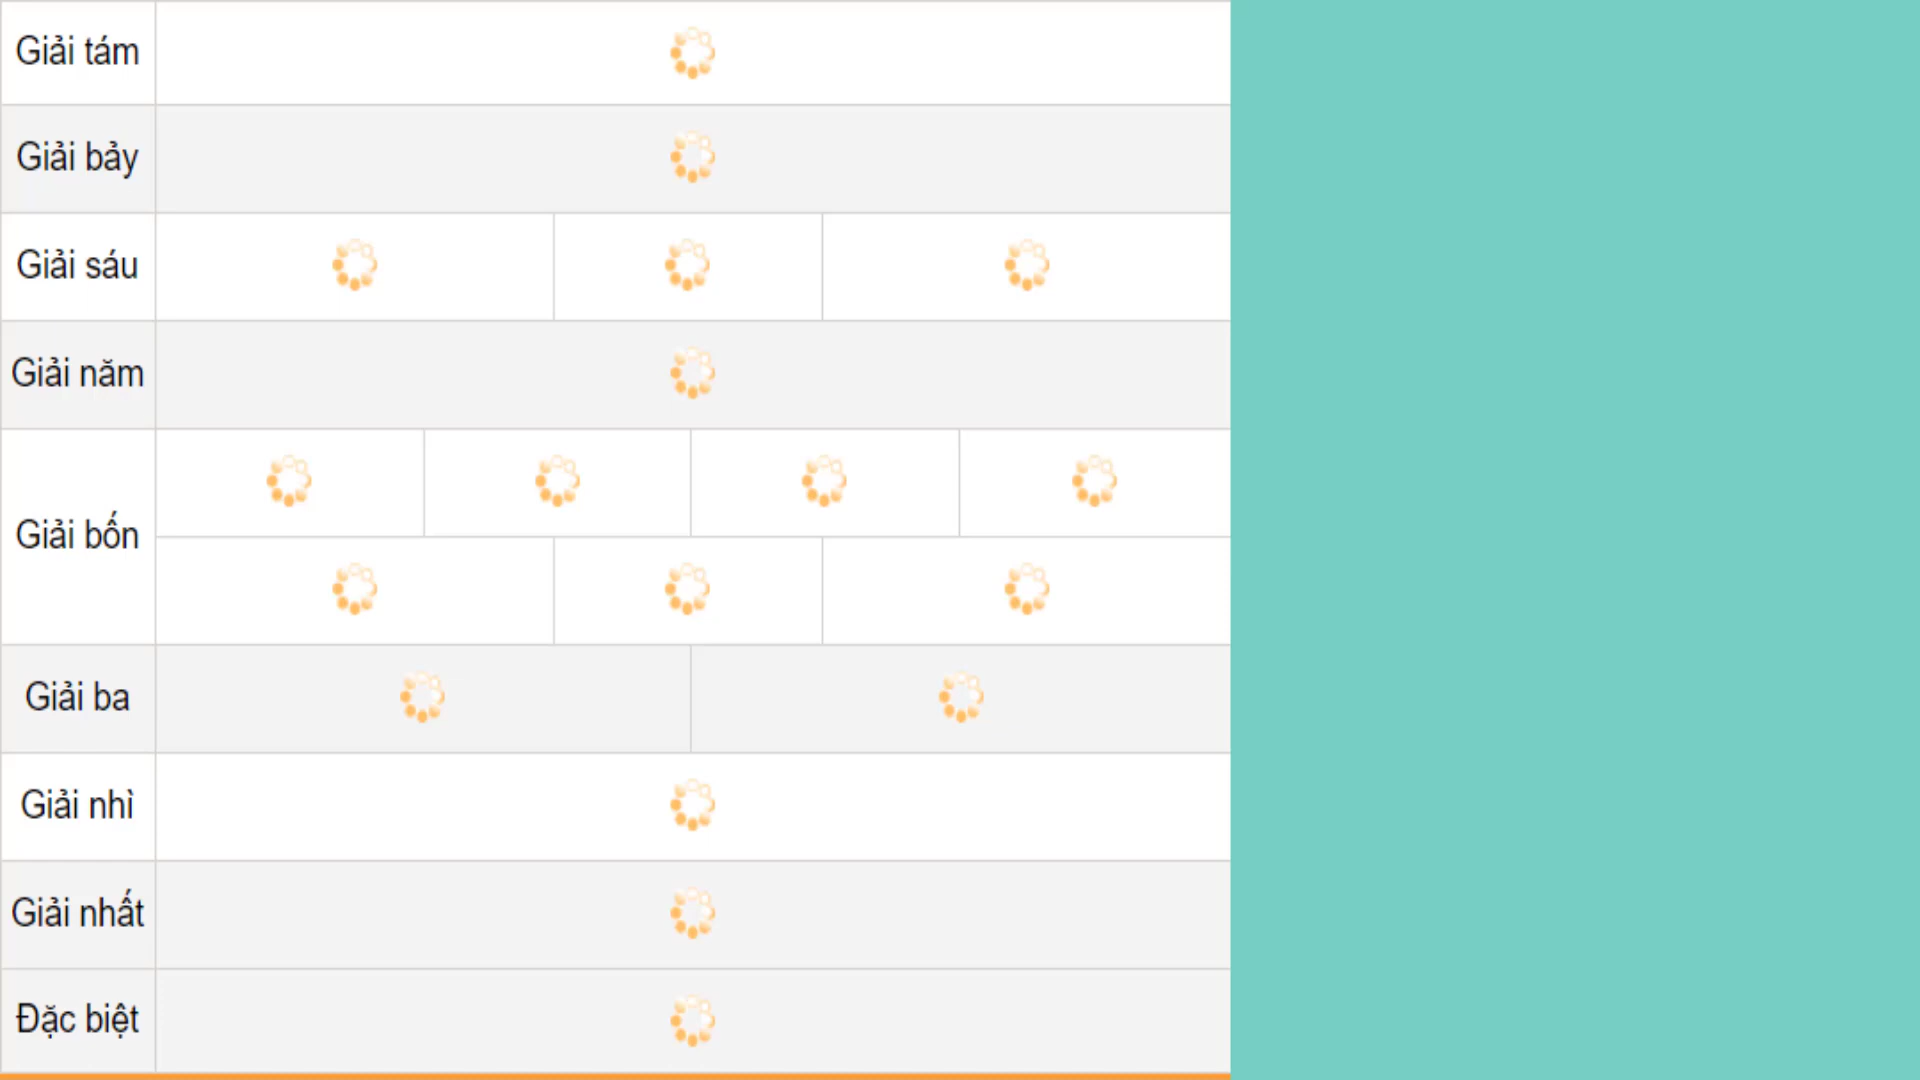 Giải tám
Giải bảy
Giải sáu
Giải năm
Giải bốn
Giải ba
Giải nhì
Giải nhất
Đặc biệt